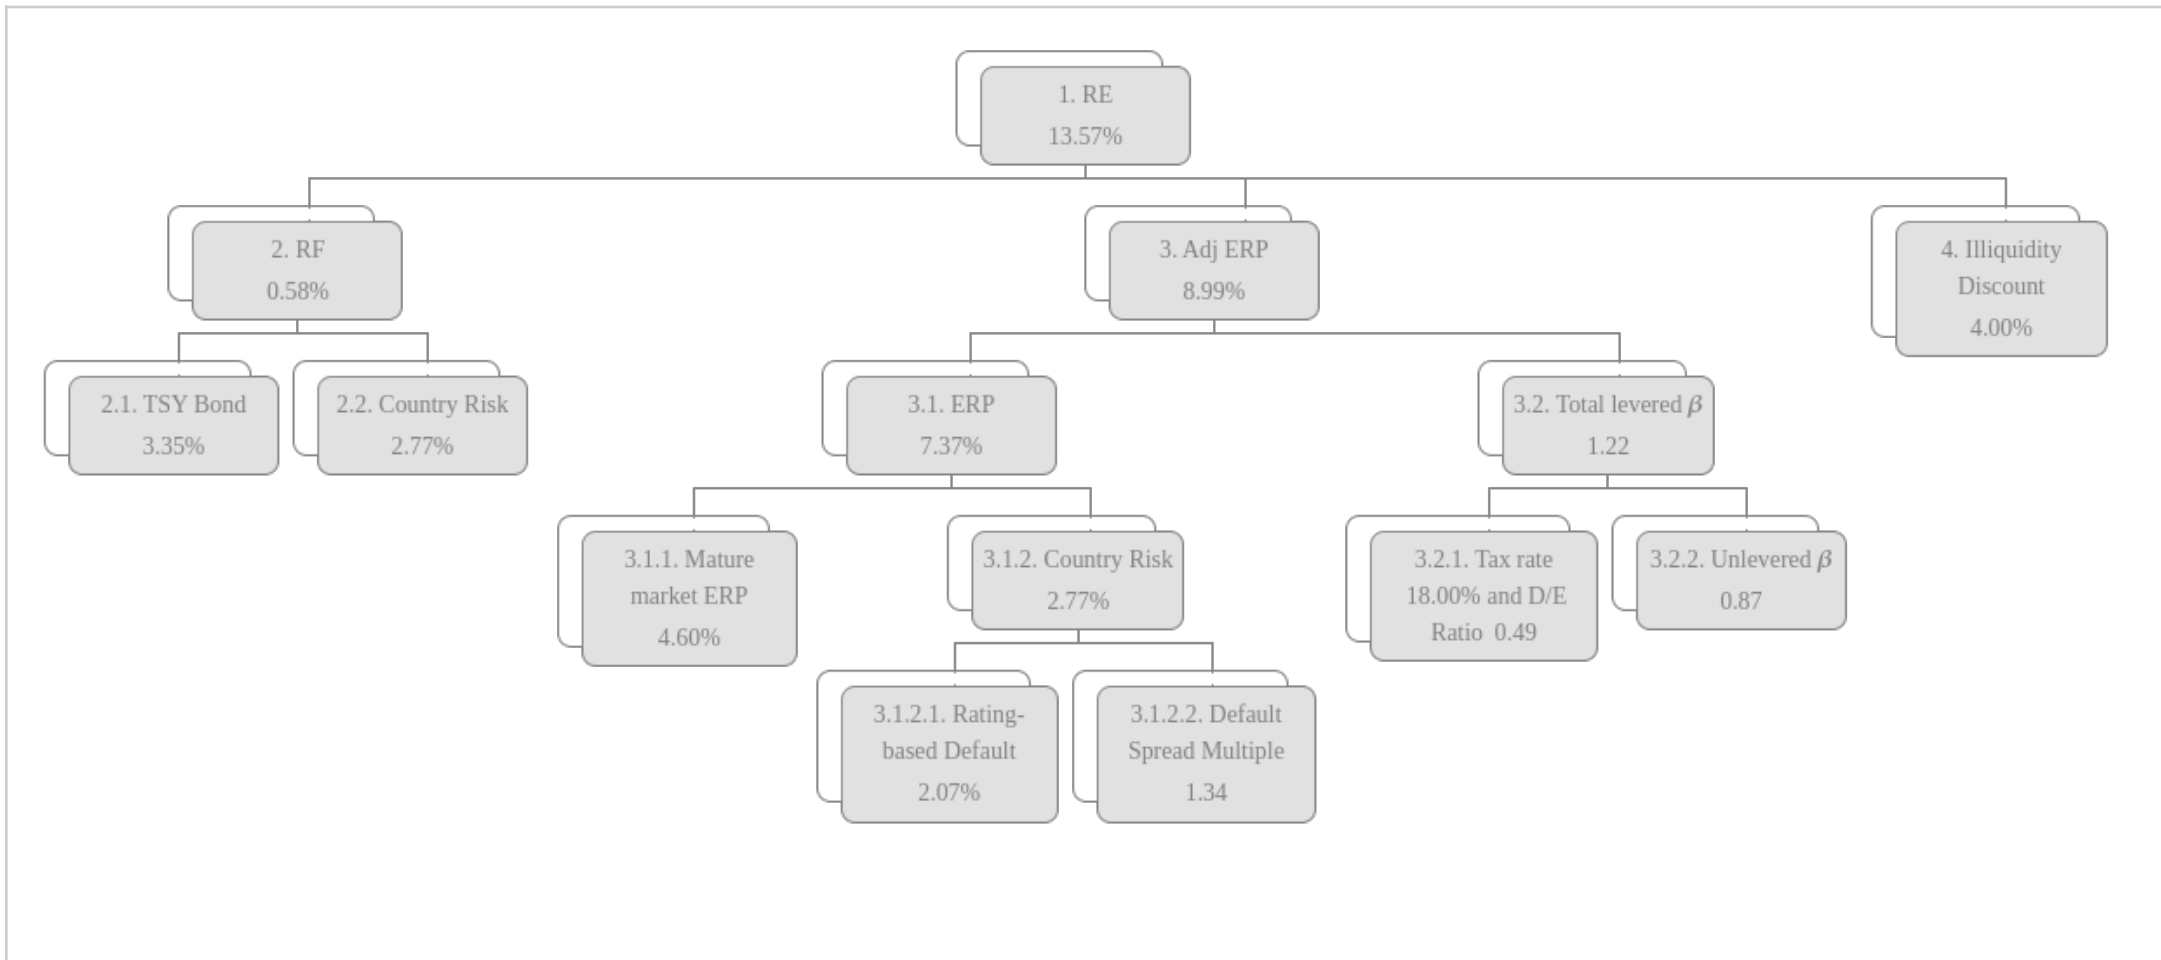 1. RE
13.57%
2. RF
0.58%
3. Adj ERP
8.99%
4. Illiquidity
Discount
4.00%
2.1. TSY Bond
3.35%
2.2. Country Risk
2.77%
3.1. ERP
7.37%
3.2. Total levered β
1.22
3.1.1. Mature
market ERP
4.60%
3.1.2. Country Risk
2.77%
3.2.1. Tax rate
18.00% and D/E
Ratio 0.49
3.2.2. Unlevered β
0.87
3.1.2.1. Rating-
based Default
2.07%
3.1.2.2. Default
Spread Multiple
1.34